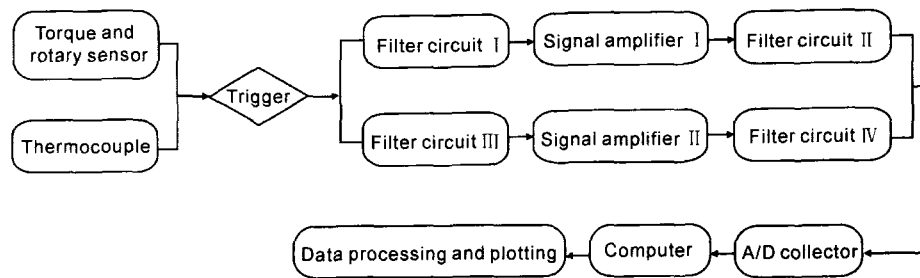 Torque and
rotary sensor
Thermocouple
Trigger
Filter circuit Ⅰ
Signal amplifier Ⅰ
Filter circuit Ⅱ
Filter circuit Ⅲ
Signal amplifier Ⅱ
Filter circuit Ⅳ
Data processing and plotting
Computer
A/D collector